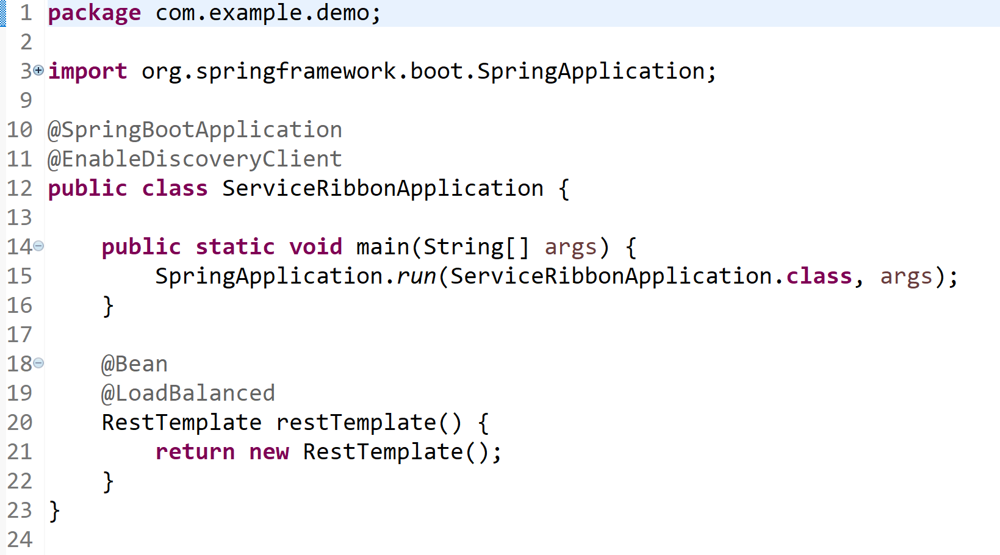 1 package com.example.demo;
2
3 import org.springframework.boot.SpringApplication;
9
10 @SpringBootApplication
11 @EnableDiscoveryClient
12 public class ServiceRibbonApplication {
13
14     public static void main(String[] args) {
15         SpringApplication.run(ServiceRibbonApplication.class, args);
16     }
17
18     @Bean
19     @LoadBalanced
20     RestTemplate restTemplate() {
21         return new RestTemplate();
22     }
23 }
24